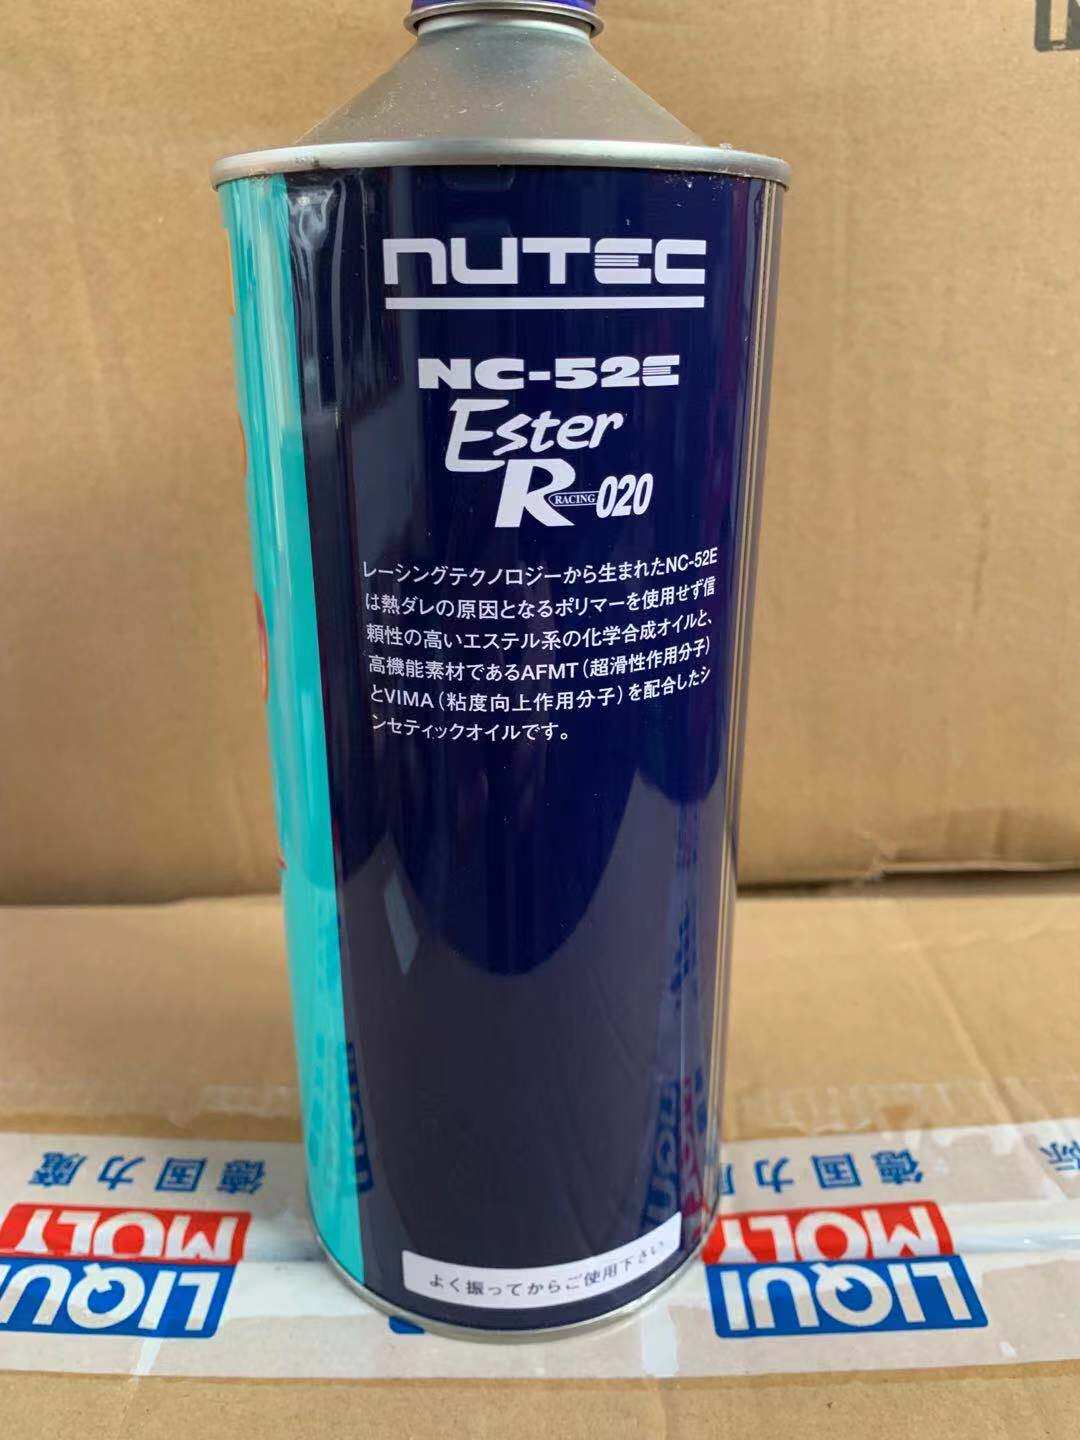 NUTEC
NC-52E
Ester
R RACING 020
レーシングテクノロジーから生まれたNC-52E
は熱ダレの原因となるポリマーを使用せず信
頼性の高いエステル系の化学合成オイルと、
高機能素材であるAFMT(超滑性作用分子)
とVIMA(粘度向上作用分子)を配合したシ
ンセティックオイルです。
よく振ってからご使用下さい
德国力魔
MOLY
LIQUI
德国力
MOLY
LIQUI